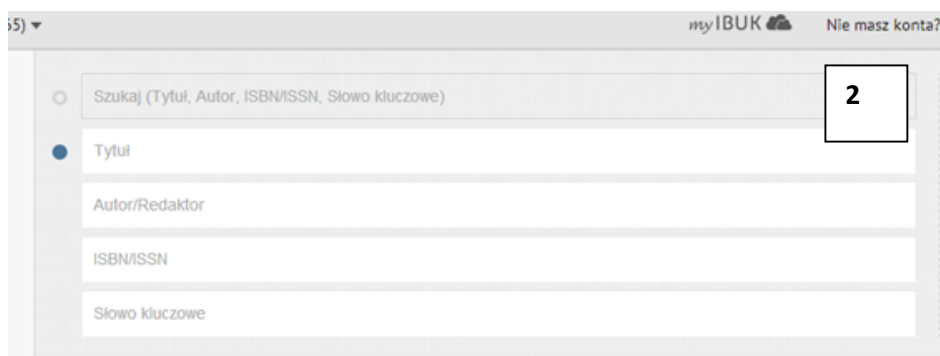 55) myIBUK Nie masz konta?
Szukaj (Tytuł, Autor, ISBN/ISSN, Słowo kluczowe)
2
Tytuł
Autor/Redaktor
ISBN/ISSN
Słowo kluczowe